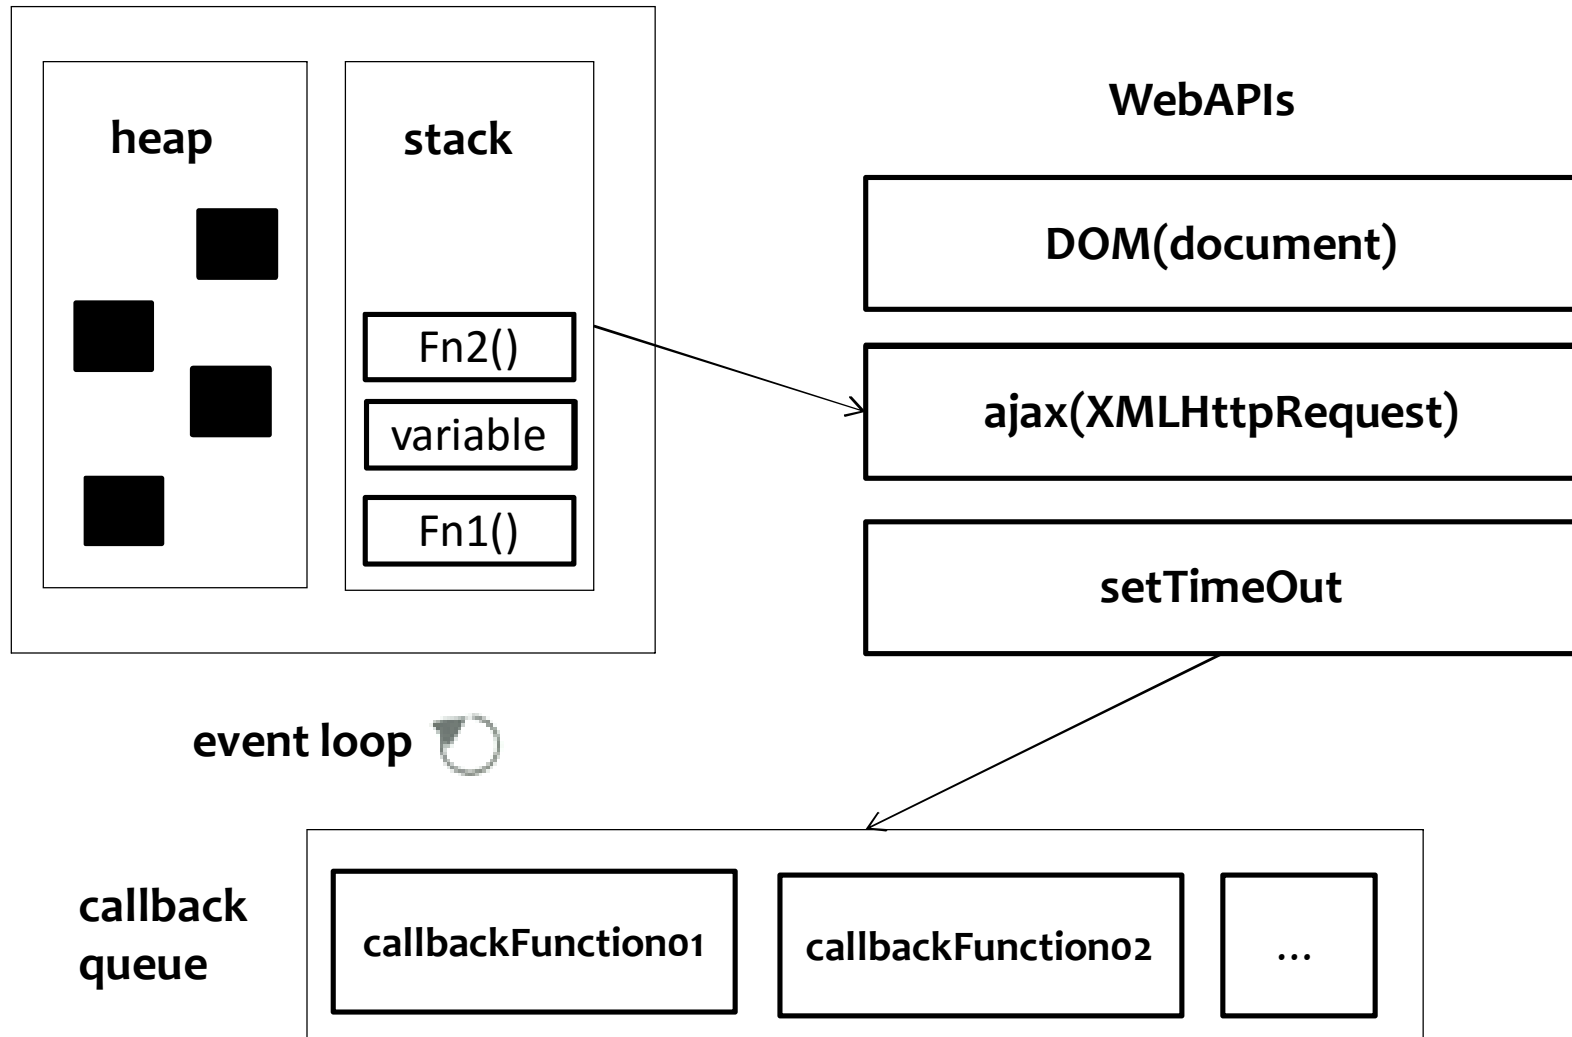 heap
stack
Fn2()
variable
Fn1()
WebAPIs
DOM(document)
ajax(XMLHttpRequest)
setTimeOut
event loop
callback
queue
callbackFunction01
callbackFunction02
...